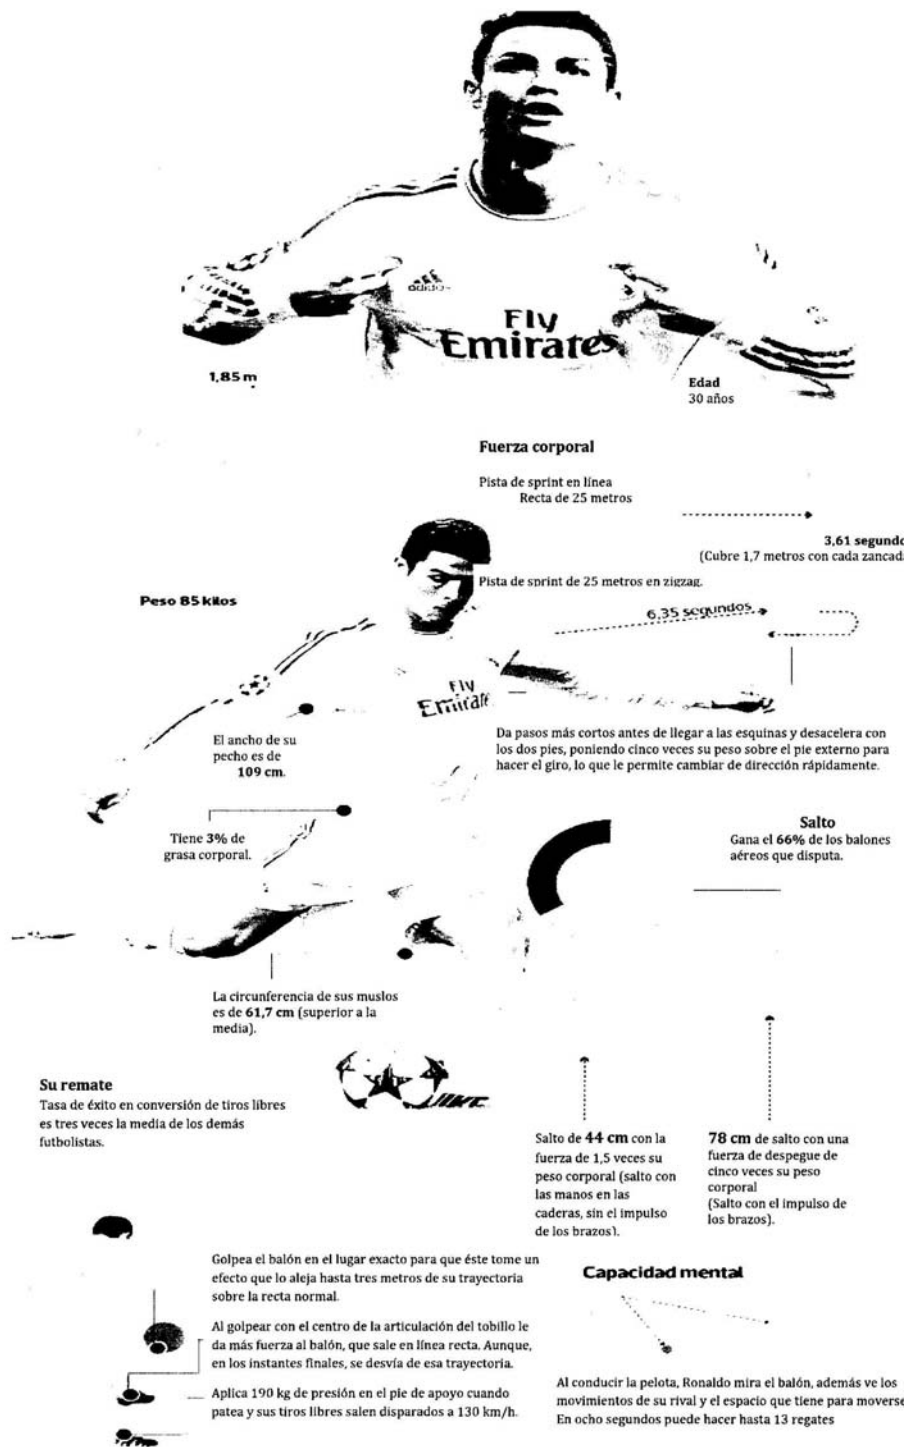 adidas
Fly
Emirates
1,85 m
Edad
30 años
Fuerza corporal
Pista de sprint en línea
Recta de 25 metros
3,61 segundo
(Cubre 1,7 metros con cada zancada
Pista de sprint de 25 metros en zigzag.
Peso 85 kilos
6,35 segundos
Fly
Emirate
El ancho de su
pecho es de
109 cm.
Da pasos más cortos antes de llegar a las esquinas y desacelera con
los dos pies, poniendo cinco veces su peso sobre el pie externo para
hacer el giro, lo que le permite cambiar de dirección rápidamente.
Tiene 3% de
grasa corporal.
Salto
Gana el 66% de los balones
aéreos que disputa.
La circunferencia de sus muslos
es de 61,7 cm (superior a la
media).
Su remate
Tasa de éxito en conversión de tiros libres
es tres veces la media de los demás
futbolistas.
Salto de 44 cm con la
fuerza de 1,5 veces su
peso corporal (salto con
las manos en las
caderas, sin el impulso
de los brazos).
78 cm de salto con una
fuerza de despegue de
cinco veces su peso
corporal
(Salto con el impulso de
los brazos).
Golpea el balón en el lugar exacto para que éste tome un
efecto que lo aleja hasta tres metros de su trayectoria
sobre la recta normal.
Al golpear con el centro de la articulación del tobillo le
da más fuerza al balón, que sale en línea recta. Aunque,
en los instantes finales, se desvía de esa trayectoria.
Aplica 190 kg de presión en el pie de apoyo cuando
patea y sus tiros libres salen disparados a 130 km/h.
Capacidad mental
Al conducir la pelota, Ronaldo mira el balón, además ve los
movimientos de su rival y el espacio que tiene para moverse
En ocho segundos puede hacer hasta 13 regates